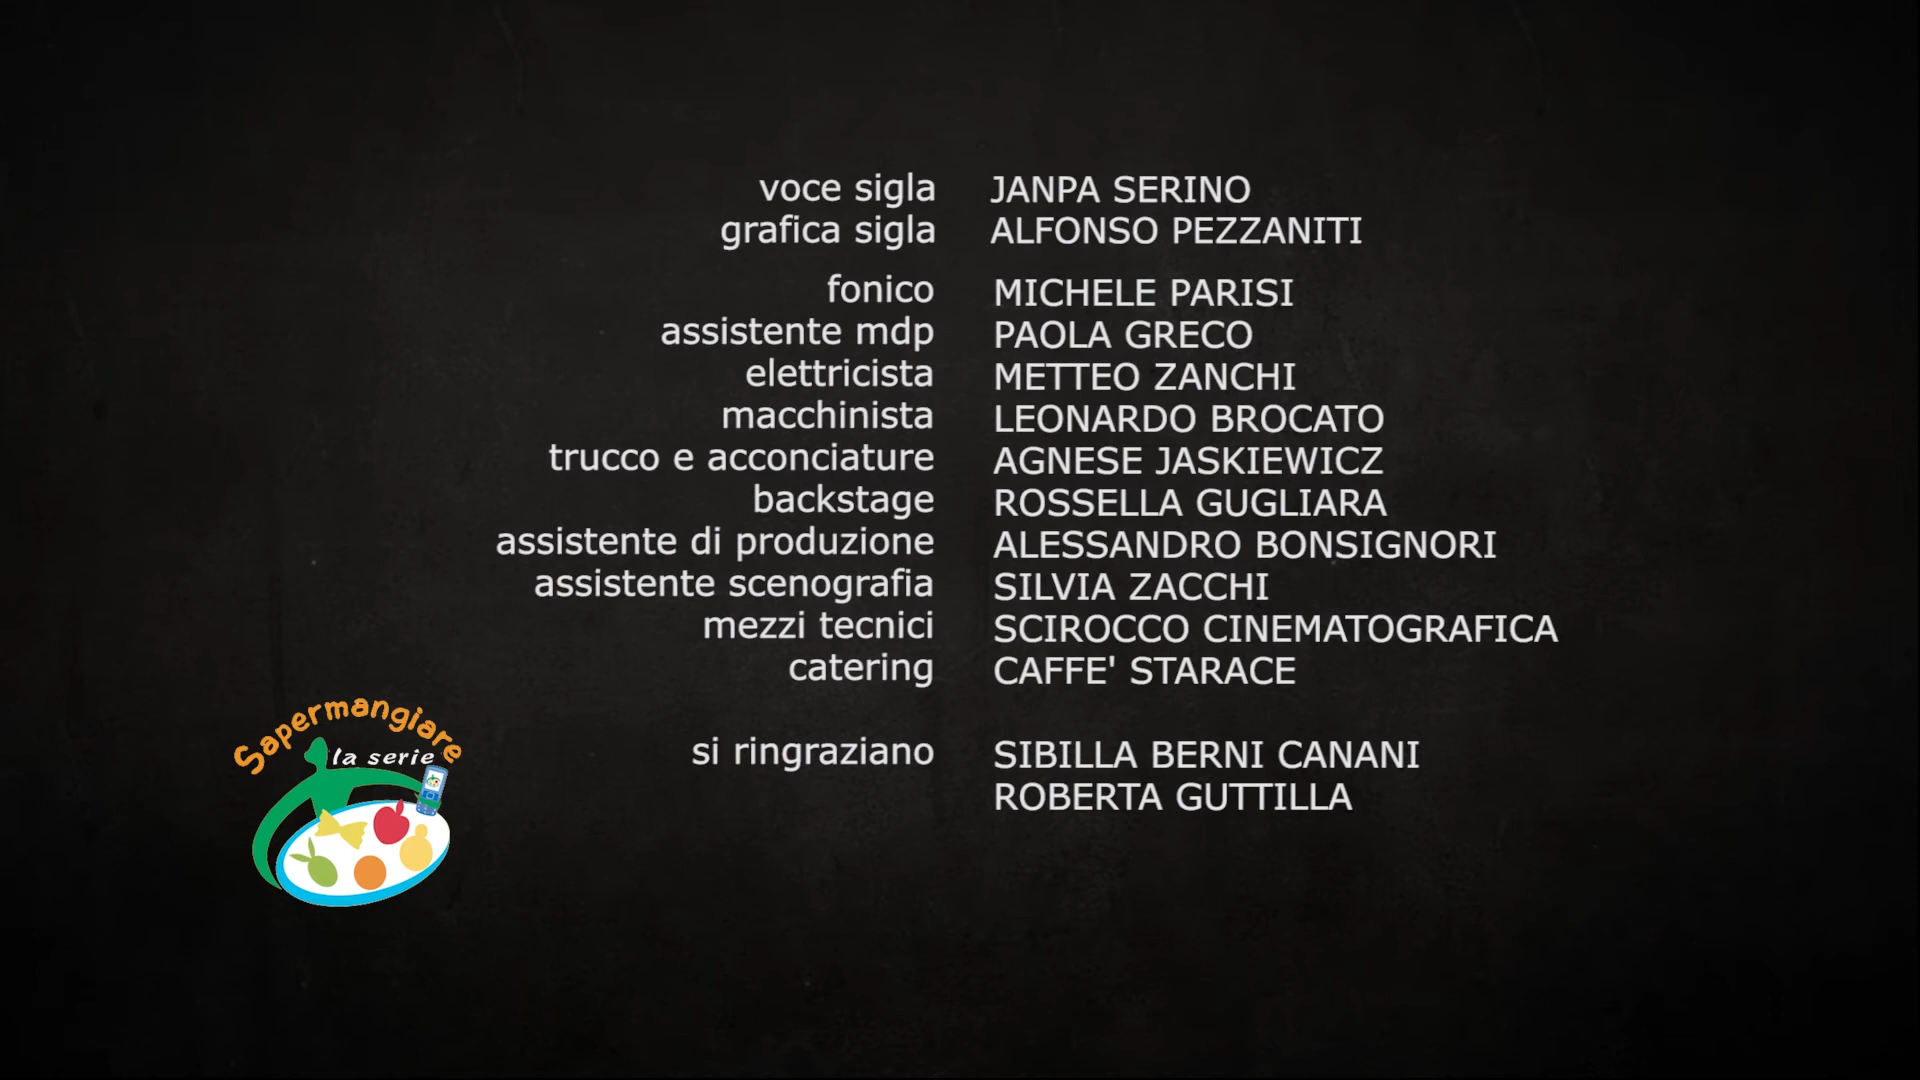 voce sigla JANPA SERINO
grafica sigla ALFONSO PEZZANITI
fonico MICHELE PARISI
assistente mdp PAOLA GRECO
elettricista METTEO ZANCHI
macchinista LEONARDO BROCATO
trucco e acconciature AGNESE JASKIEWICZ
backstage ROSSELLA GUGLIARA
assistente di produzione ALESSANDRO BONSIGNORI
assistente scenografia SILVIA ZACCHI
mezzi tecnici SCIROCCO CINEMATOGRAFICA
catering CAFFE' STARACE
si ringraziano SIBILLA BERNI CANANI
ROBERTA GUTTILLA
Sapermangiare
la serie